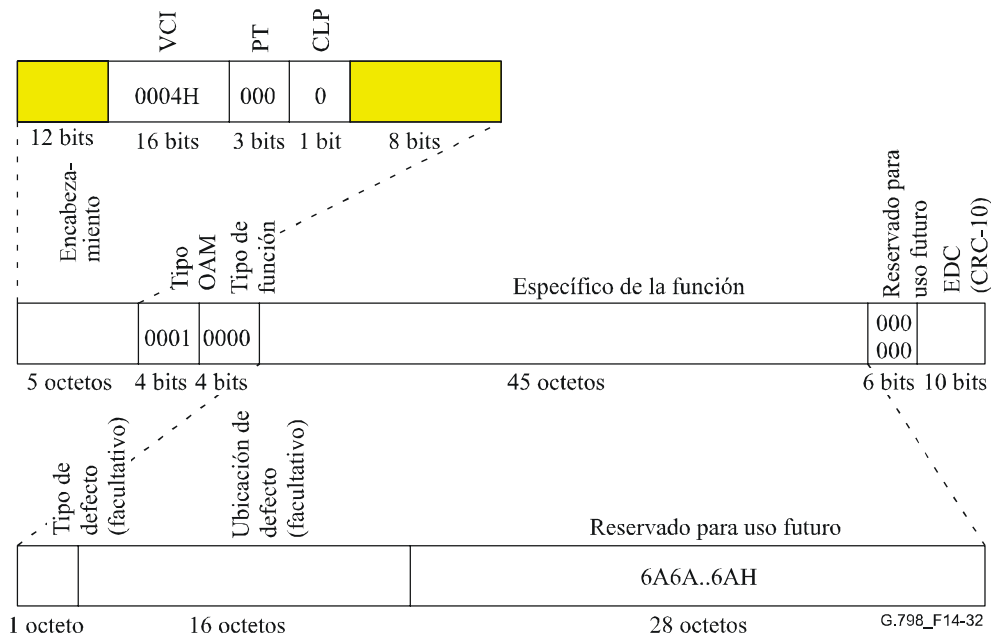 VCI
PT
CLP
0004H
000
0
12 bits
16 bits
3 bits
1 bit
8 bits
Encabeza-
miento
Tipo
OAM
Tipo de
función
Específico de la función
Reservado para
uso futuro
EDC
(CRC-10)
0001
0000
000
000
5 octetos
4 bits
4 bits
45 octetos
6 bits
10 bits
Tipo de
defecto
(facultativo)
Ubicación de
defecto
(facultativo)
Reservado para uso futuro
6A6A..6AH
1 octeto
16 octetos
28 octetos
G.798_F14-32